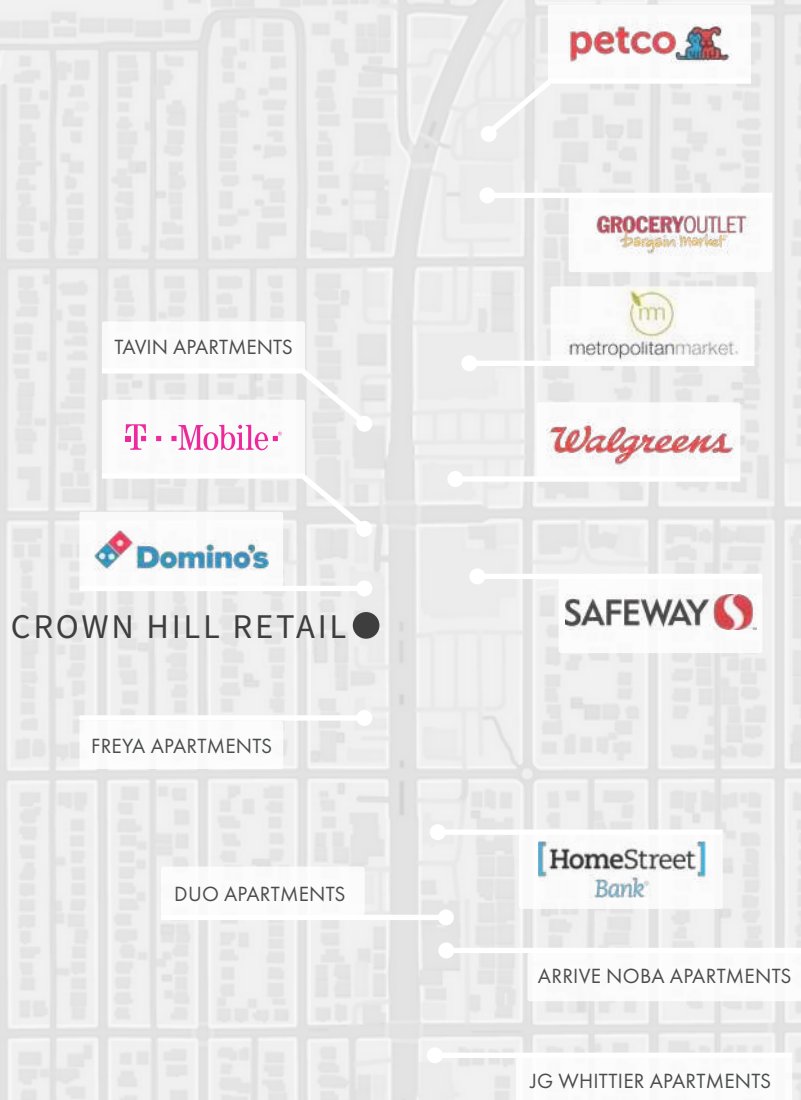 petco
GROCERYOUTLET
bargain market
m
metropolitanmarket.
TAVIN APARTMENTS
T··Mobile·
Walgreens
Domino's
SAFEWAY
CROWN HILL RETAIL
FREYA APARTMENTS
[HomeStreet]
Bank
DUO APARTMENTS
ARRIVE NOBA APARTMENTS
JG WHITTIER APARTMENTS